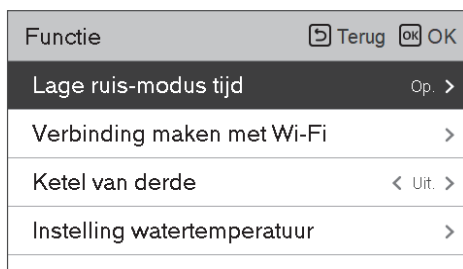 Functie Terug OK OK
Lage ruis-modus tijd Op. >
Verbinding maken met Wi-Fi >
Ketel van derde < Uit. >
Instelling watertemperatuur >